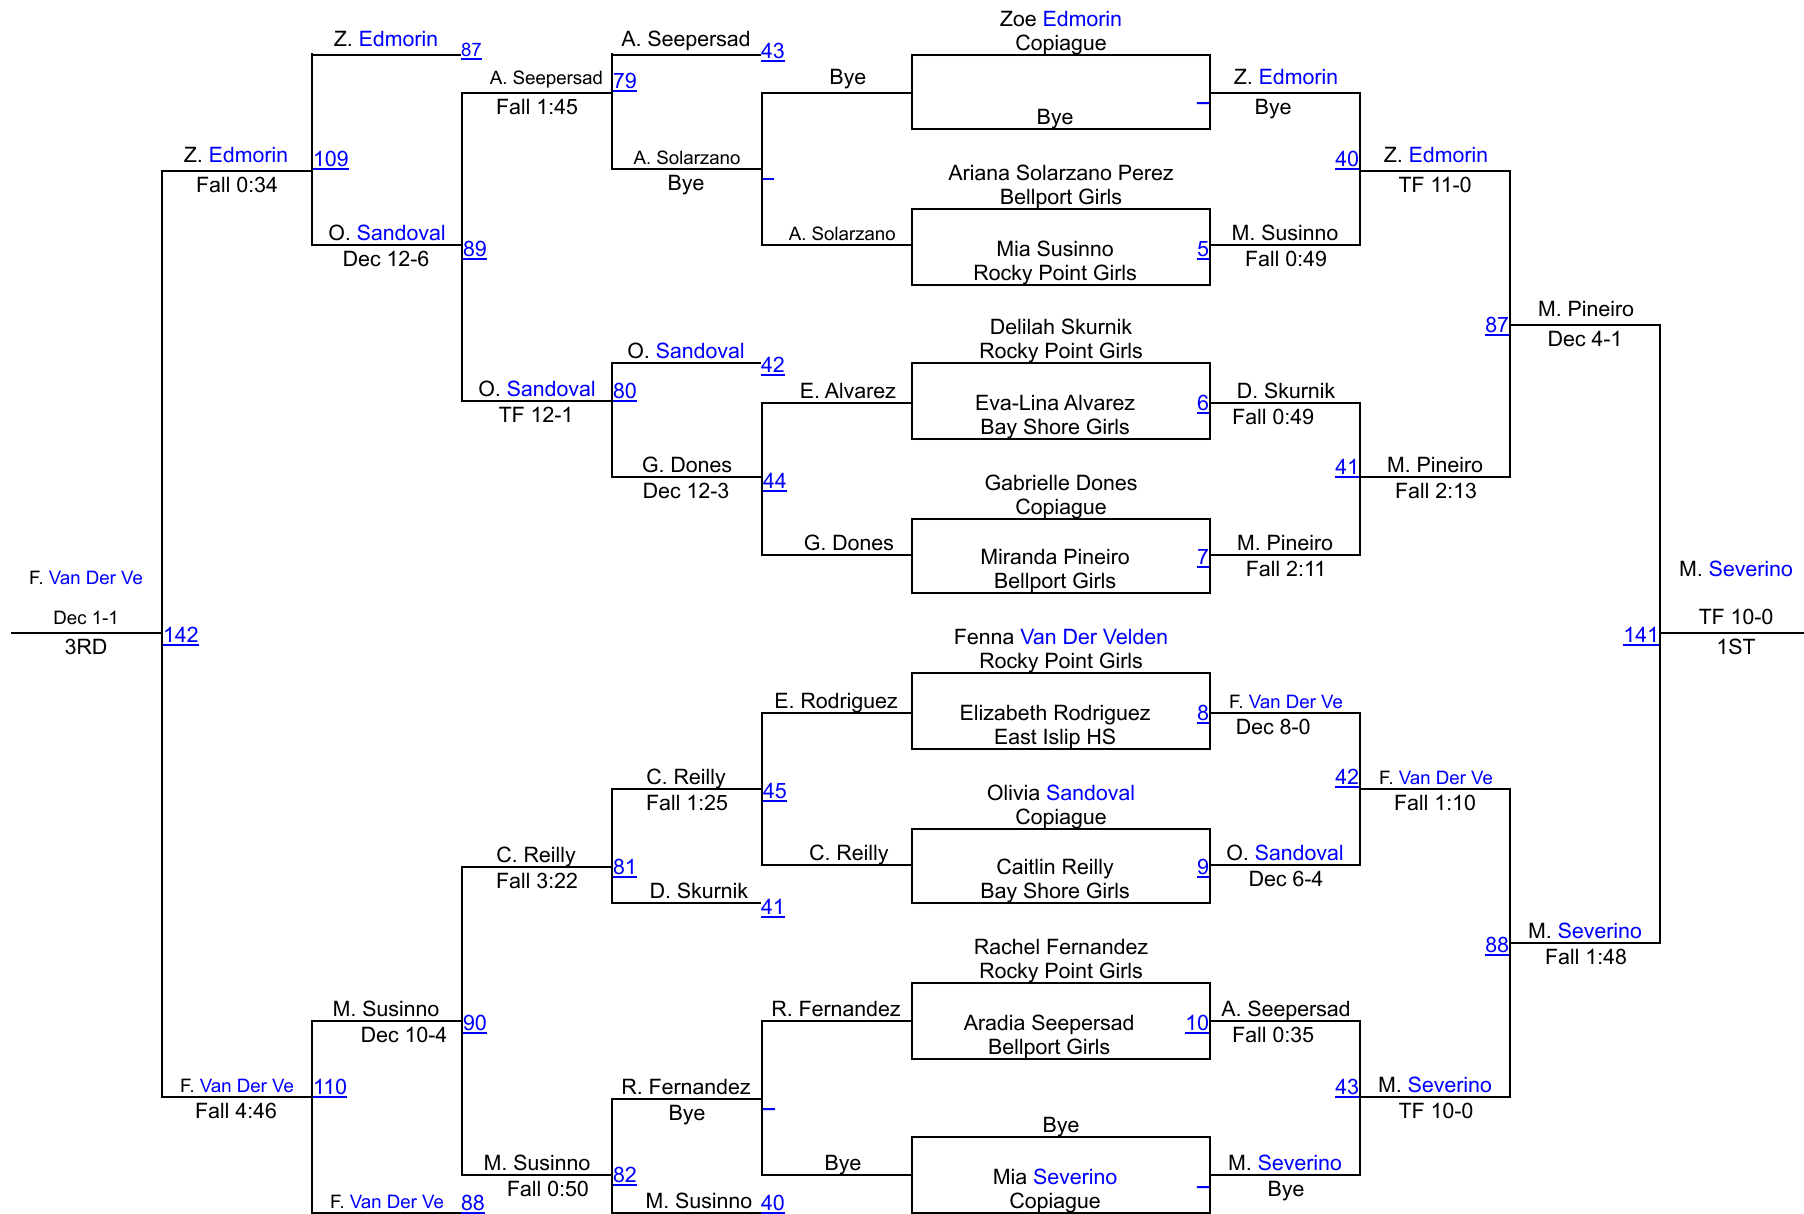 Zoe Edmorin
Copiague
Z. Edmorin
87
A. Seepersad
43
A. Seepersad
79
Fall 1:45
Bye
Bye
Z. Edmorin
Bye
Z. Edmorin
109
Fall 0:34
A. Solarzano
Bye
Ariana Solarzano Perez
Bellport Girls
40
Z. Edmorin
TF 11-0
O. Sandoval
Dec 12-6
89
A. Solarzano
Mia Susinno
Rocky Point Girls
5
M. Susinno
Fall 0:49
Delilah Skurnik
Rocky Point Girls
87
M. Pineiro
Dec 4-1
O. Sandoval
42
O. Sandoval
80
TF 12-1
E. Alvarez
Eva-Lina Alvarez
Bay Shore Girls
6
D. Skurnik
Fall 0:49
G. Dones
Dec 12-3
44
Gabrielle Dones
Copiague
41
M. Pineiro
Fall 2:13
G. Dones
Miranda Pineiro
Bellport Girls
7
M. Pineiro
Fall 2:11
F. Van Der Ve
Dec 1-1
3RD
142
M. Severino
TF 10-0
1ST
141
Fenna Van Der Velden
Rocky Point Girls
E. Rodriguez
Elizabeth Rodriguez
East Islip HS
8
F. Van Der Ve
Dec 8-0
C. Reilly
Fall 1:25
45
Olivia Sandoval
Copiague
42
F. Van Der Ve
Fall 1:10
C. Reilly
Fall 3:22
81
C. Reilly
Caitlin Reilly
Bay Shore Girls
9
O. Sandoval
Dec 6-4
D. Skurnik
41
Rachel Fernandez
Rocky Point Girls
88
M. Severino
Fall 1:48
M. Susinno
Dec 10-4
90
R. Fernandez
Aradia Seepersad
Bellport Girls
10
A. Seepersad
Fall 0:35
F. Van Der Ve
Fall 4:46
110
R. Fernandez
Bye
43
M. Severino
TF 10-0
Bye
M. Susinno
Fall 0:50
82
Bye
Mia Severino
Copiague
M. Severino
Bye
F. Van Der Ve
88
M. Susinno
40